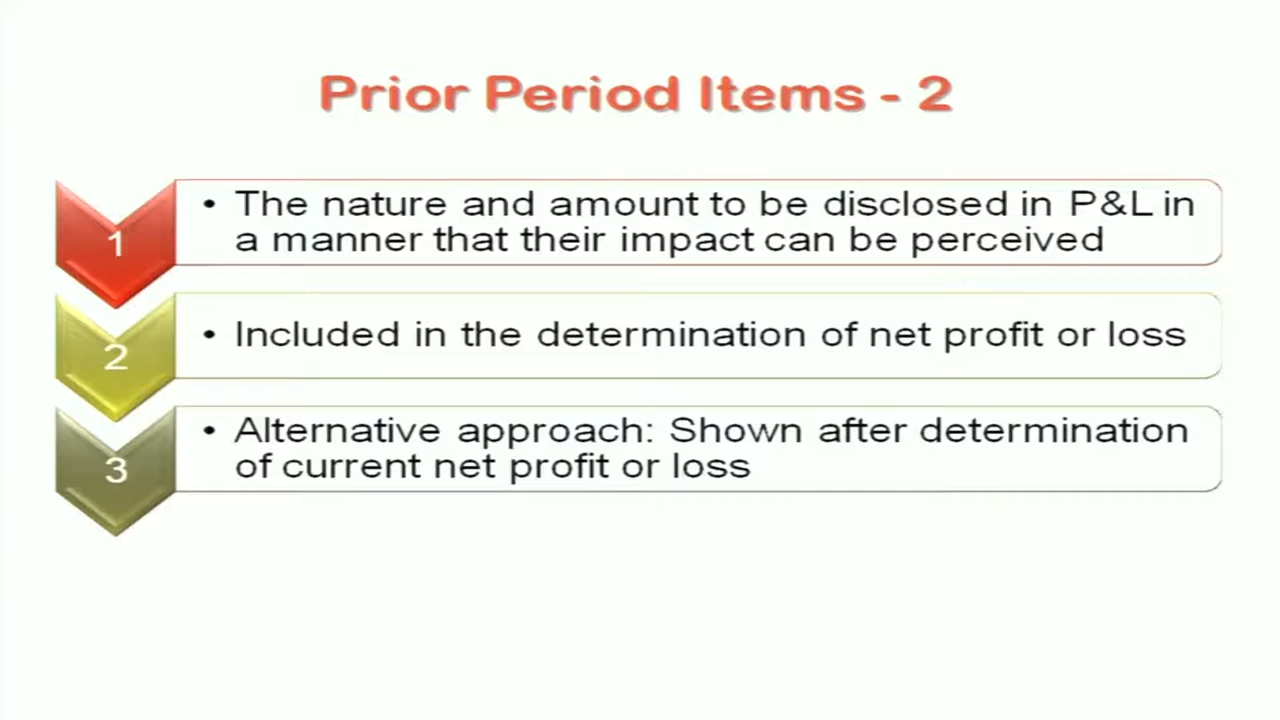 Prior Period Items - 2
1
• The nature and amount to be disclosed in P&L in
a manner that their impact can be perceived
2
• Included in the determination of net profit or loss
3
• Alternative approach: Shown after determination
of current net profit or loss